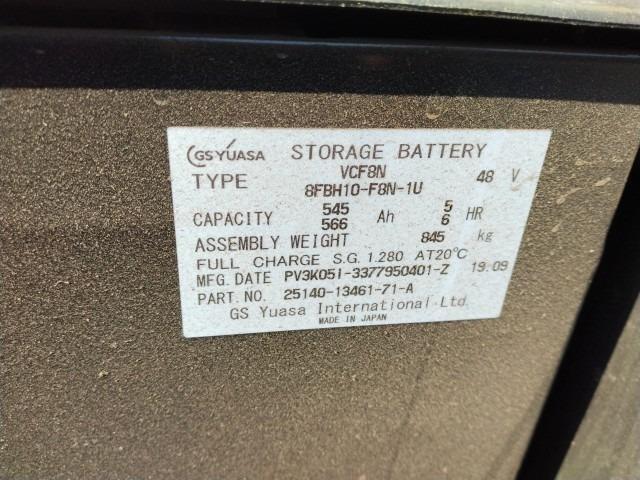 GS YUASA STORAGE BATTERY
TYPE VCF8N 48 V
8FBH10-F8N-1U
CAPACITY 545 Ah 5 HR
566 6
ASSEMBLY WEIGHT 845 kg
FULL CHARGE S.G. 1.280 AT20°C
MFG. DATE PV3K05I-3377950401-Z 19.09
PART. NO. 25140-13461-71-A
GS Yuasa International Ltd.
MADE IN JAPAN